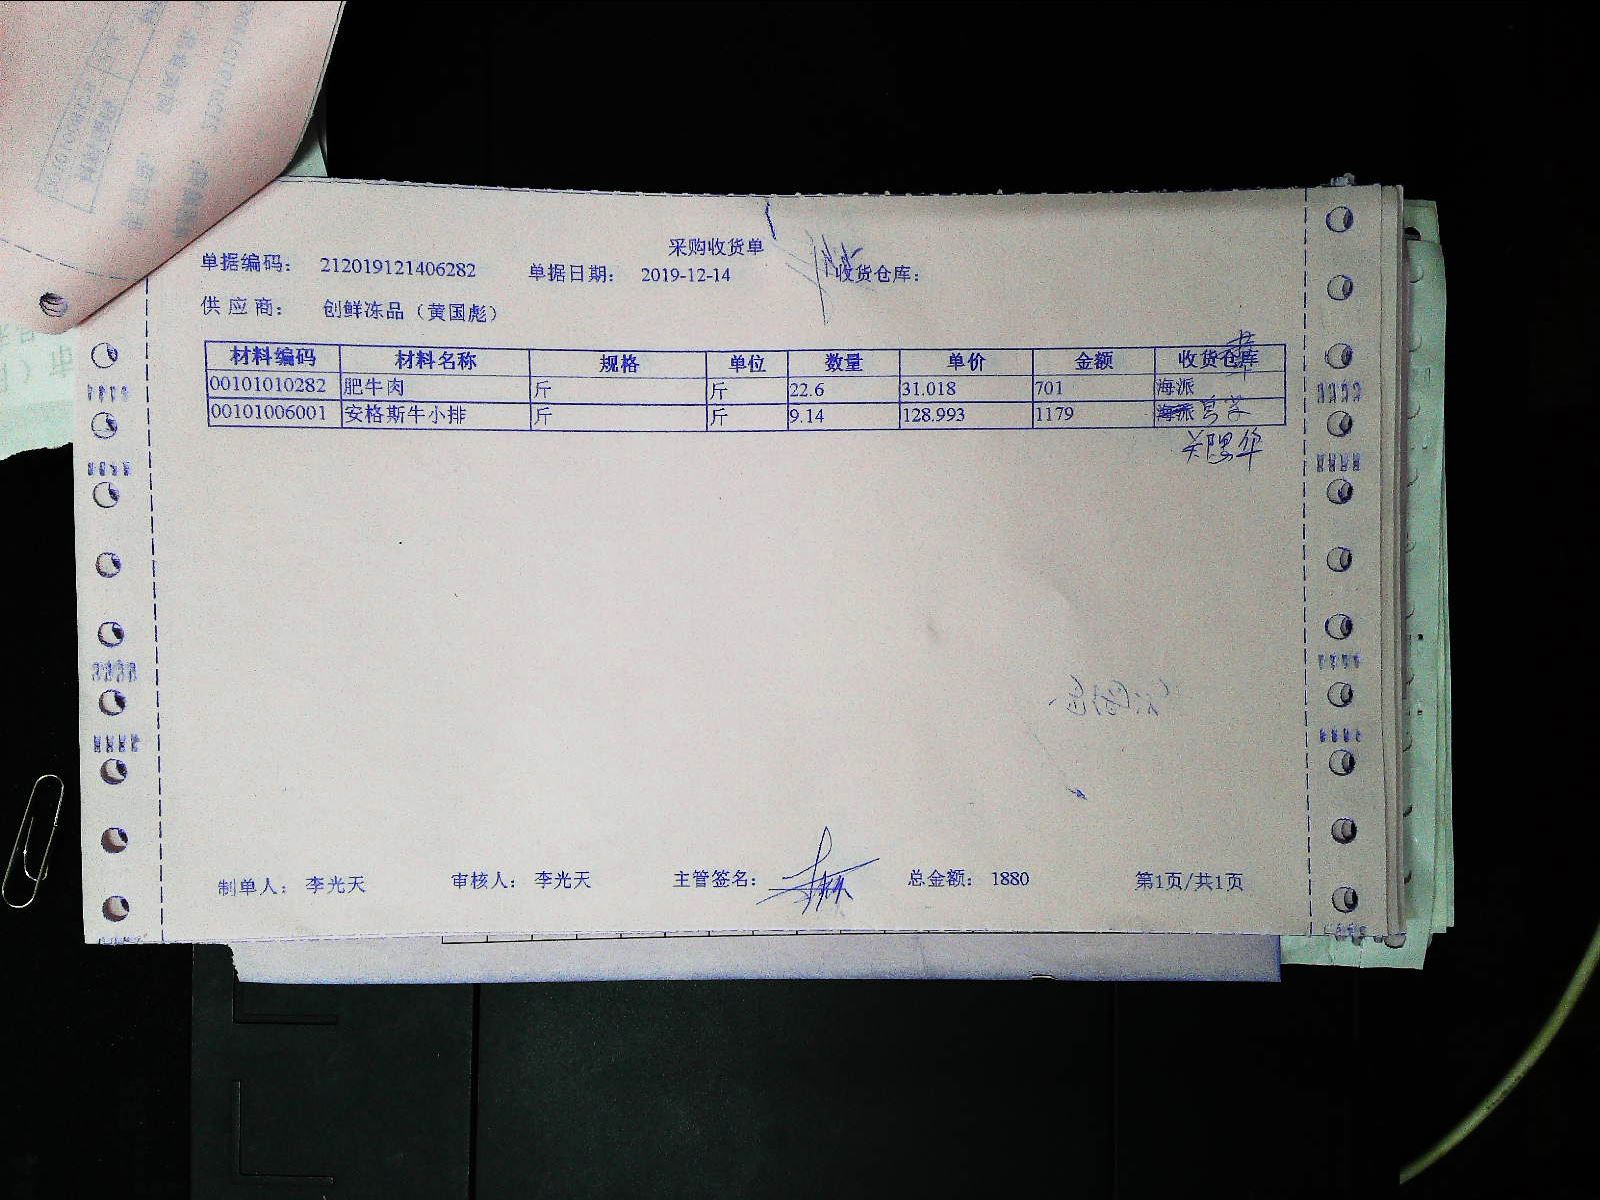 采购收货单
单据编码： 212019121406282 单据日期： 2019-12-14 收货仓库：
供应商： 创鲜冻品（黄国彪）
材料编码 材料名称 规格 单位 数量 单价 金额 收货仓库
00101010282 肥牛肉 斤 斤 22.6 31.018 701 海派
00101006001 安格斯牛小排 斤 斤 9.14 128.993 1179 海派
制单人： 李光天 审核人： 李光天 主管签名： 总金额： 1880 第1页/共1页